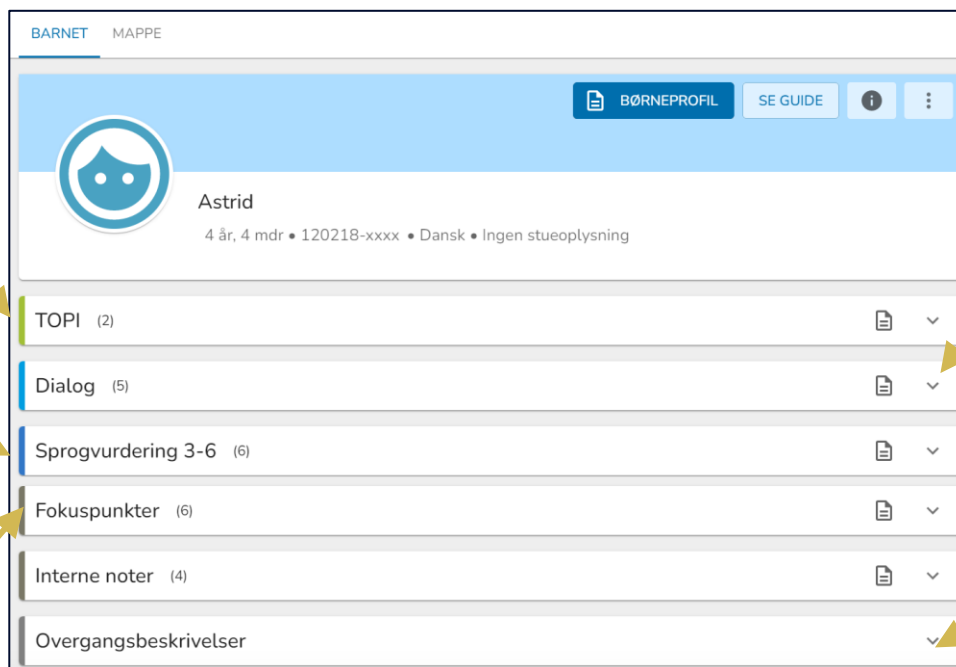 BARNET MAPPE
BØRNEPROFIL SE GUIDE
Astrid
4 år, 4 mdr • 120218-xxxx • Dansk • Ingen stueoplysning
TOPI (2)
Dialog (5)
Sprogvurdering 3-6 (6)
Fokuspunkter (6)
Interne noter (4)
Overgangsbeskrivelser